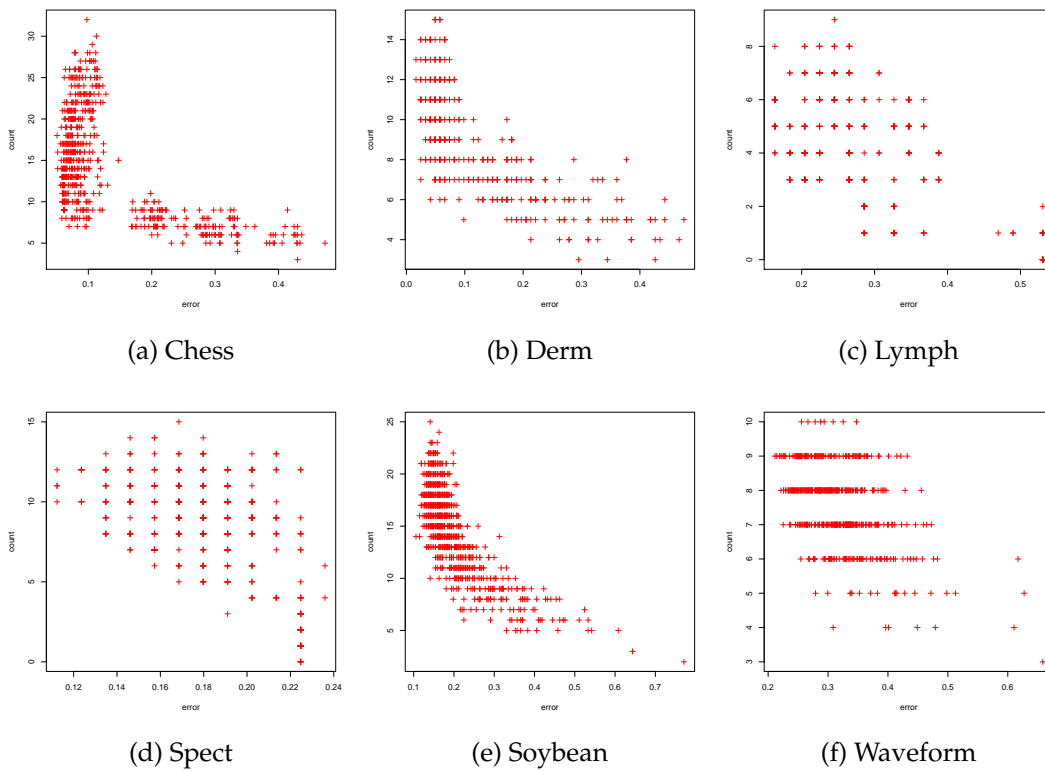 30
25
20
15
10
5
count
0.1 0.2 0.3 0.4
error
(a) Chess
14
12
10
8
6
4
count
0.0 0.1 0.2 0.3 0.4
error
(b) Derm
8
6
4
2
0
count
0.2 0.3 0.4 0.5
error
(c) Lymph
15
10
5
0
count
0.12 0.14 0.16 0.18 0.20 0.22 0.24
error
(d) Spect
25
20
15
10
5
count
0.1 0.2 0.3 0.4 0.5 0.6 0.7
error
(e) Soybean
10
9
8
7
6
5
4
3
count
0.2 0.3 0.4 0.5 0.6
error
(f) Waveform